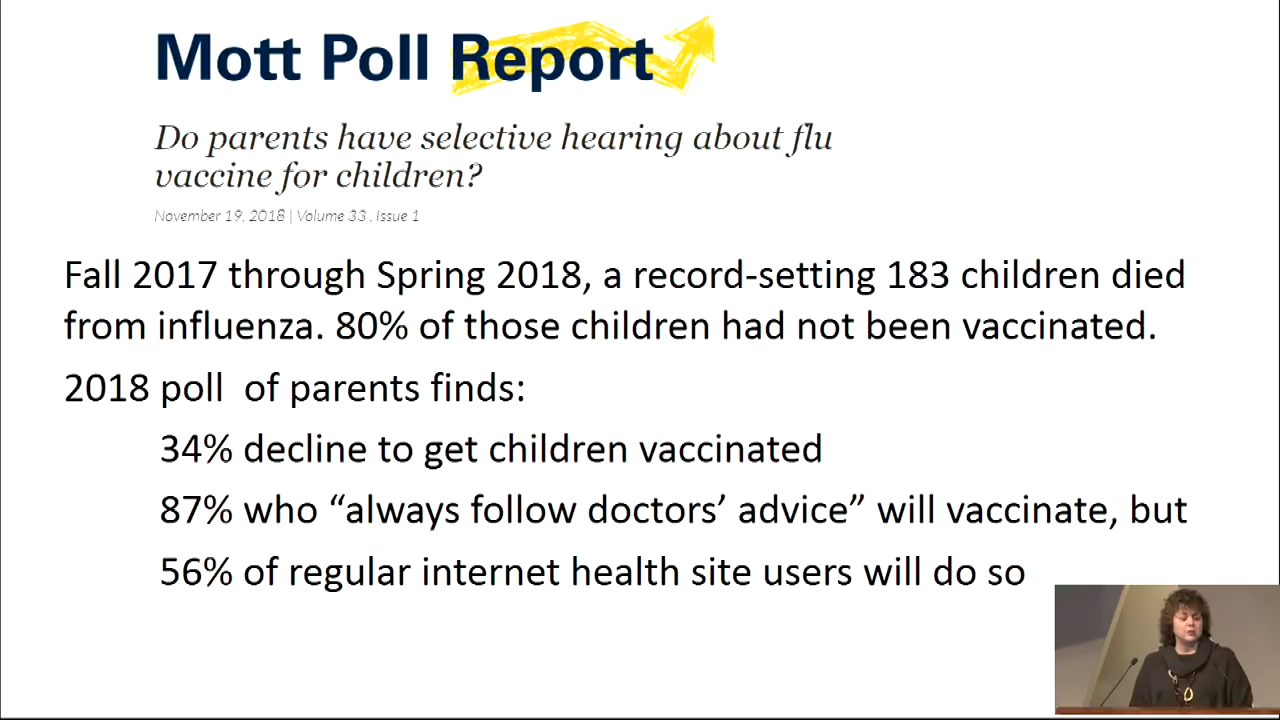 Mott Poll Report
Do parents have selective hearing about flu
vaccine for children?
November 19, 2018 | Volume 33 , Issue 1
Fall 2017 through Spring 2018, a record-setting 183 children died
from influenza. 80% of those children had not been vaccinated.
2018 poll  of parents finds:
34% decline to get children vaccinated
87% who “always follow doctors’ advice” will vaccinate, but
56% of regular internet health site users will do so